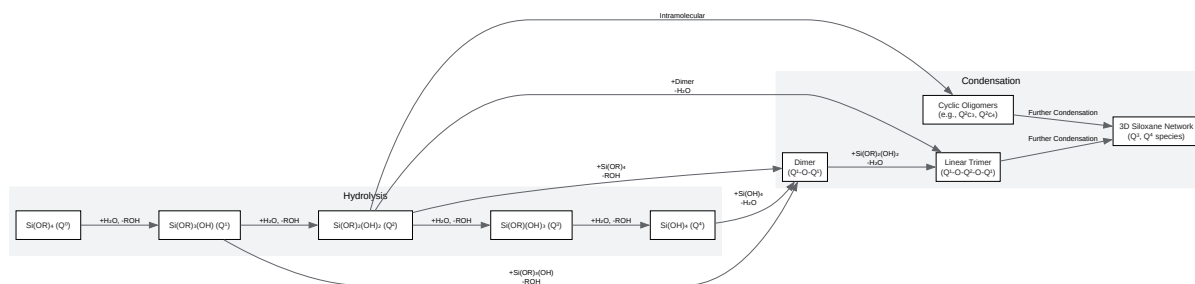 Intramolecular
+Dimer
-H₂O
Condensation
Cyclic Oligomers
(e.g., Q²c₃, Q²c₄)
Further Condensation
3D Siloxane Network
(Q³, Q⁴ species)
Further Condensation
+Si(OR)₄
-ROH
Dimer
(Q¹-O-Q¹)
+Si(OR)₂(OH)₂
-H₂O
Linear Trimer
(Q¹-O-Q²-O-Q¹)
Hydrolysis
+Si(OH)₄
-H₂O
Si(OR)₄ (Q⁰)
+H₂O, -ROH
Si(OR)₃(OH) (Q¹)
+H₂O, -ROH
Si(OR)₂(OH)₂ (Q²)
+H₂O, -ROH
Si(OR)(OH)₃ (Q³)
+H₂O, -ROH
Si(OH)₄ (Q⁴)
+Si(OR)₃(OH)
-ROH